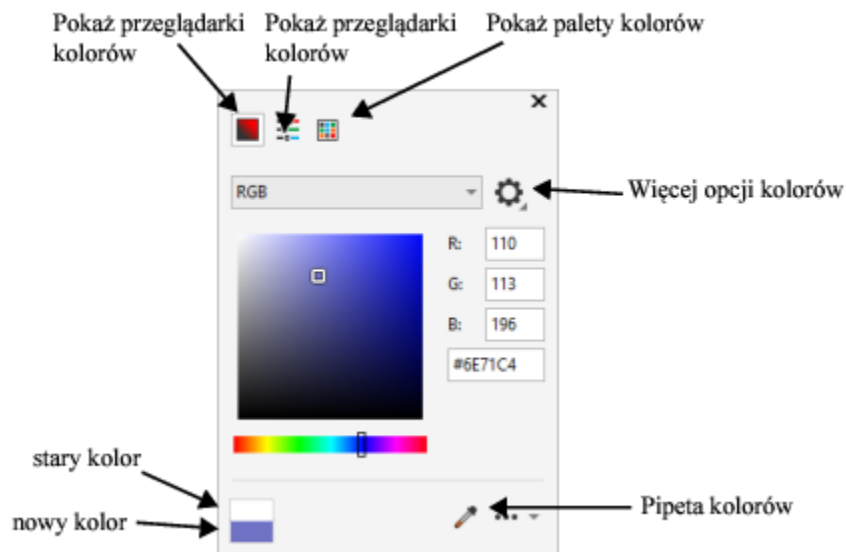 Pokaż przeglądarki
kolorów
Pokaż przeglądarki
kolorów
Pokaż palety kolorów
RGB
Więcej opcji kolorów
R: 110
G: 113
B: 196
#6E71C4
stary kolor
nowy kolor
Pipeta kolorów